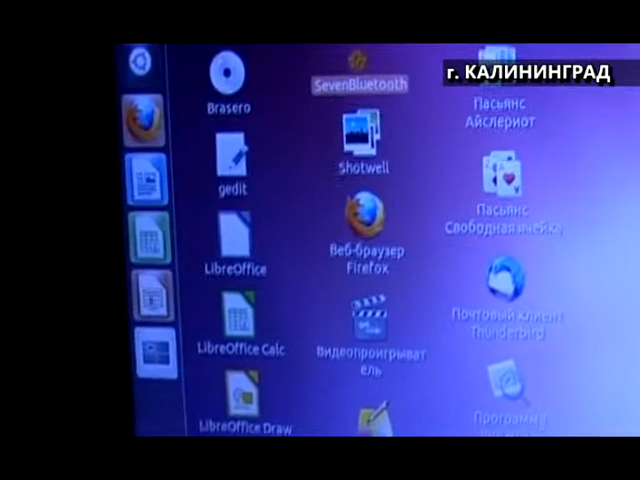 г. КАЛИНИНГРАД
Brasero
SevenBluetooth
Пасьянс
Айслериот
gedit
Shotwell
Пасьянс
Свободная ячейка
LibreOffice
Веб-браузер
Firefox
Почтовый клиент
Thunderbird
LibreOffice Calc
Видеопроигрыват
ель
LibreOffice Draw
Программа